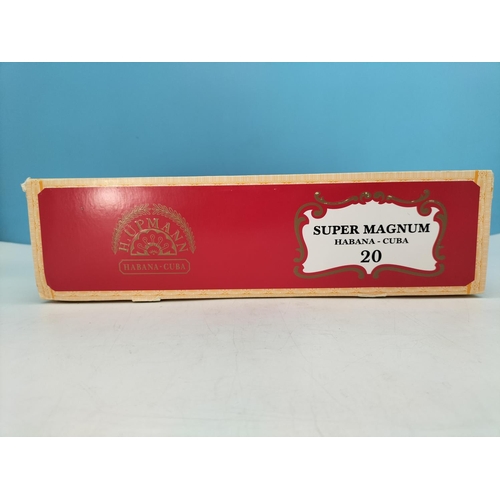 H. UPMANN
HABANA-CUBA
SUPER MAGNUM
HABANA - CUBA
20